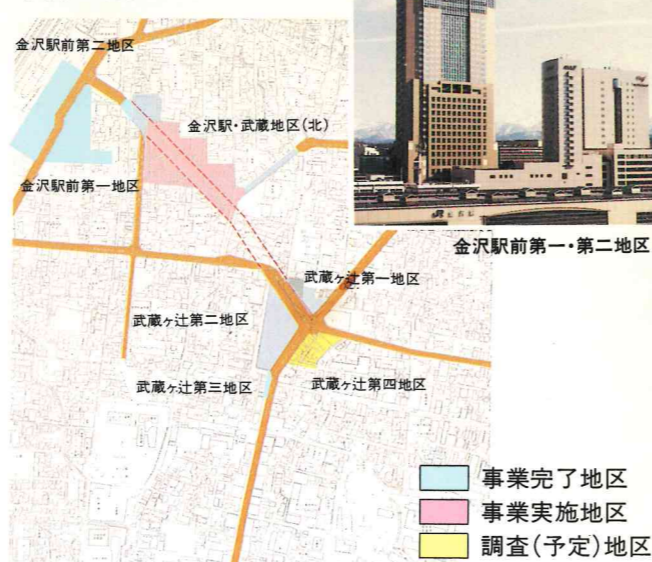 金沢駅前第二地区
金沢駅・武蔵地区(北)
金沢駅前第一地区
金沢駅前第一・第二地区
武蔵ヶ辻第一地区
武蔵ヶ辻第二地区
武蔵ヶ辻第三地区
武蔵ヶ辻第四地区
事業完了地区
事業実施地区
調査(予定)地区